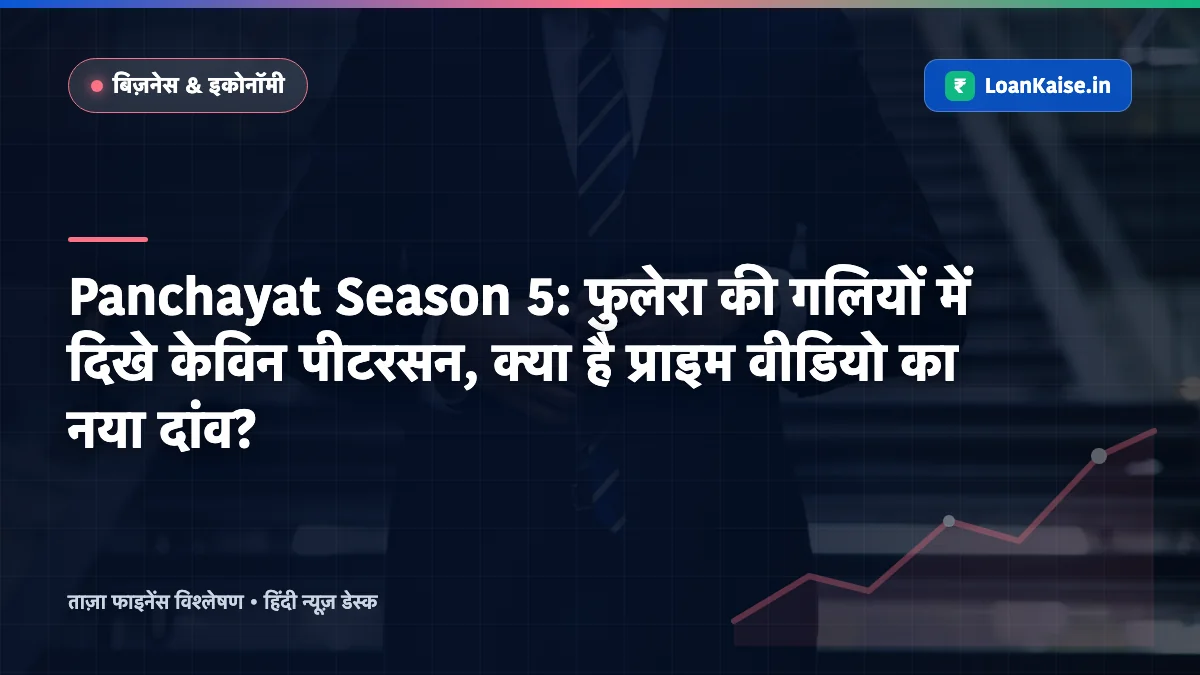 बिज़नेस & इकोनॉमी
₹ LoanKaise.in
Panchayat Season 5: फुलेरा की गलियों में
दिखे केविन पीटरसन, क्या है प्राइम वीडियो का
नया दांव?
ताज़ा फाइनेंस विश्लेषण • हिंदी न्यूज़ डेस्क